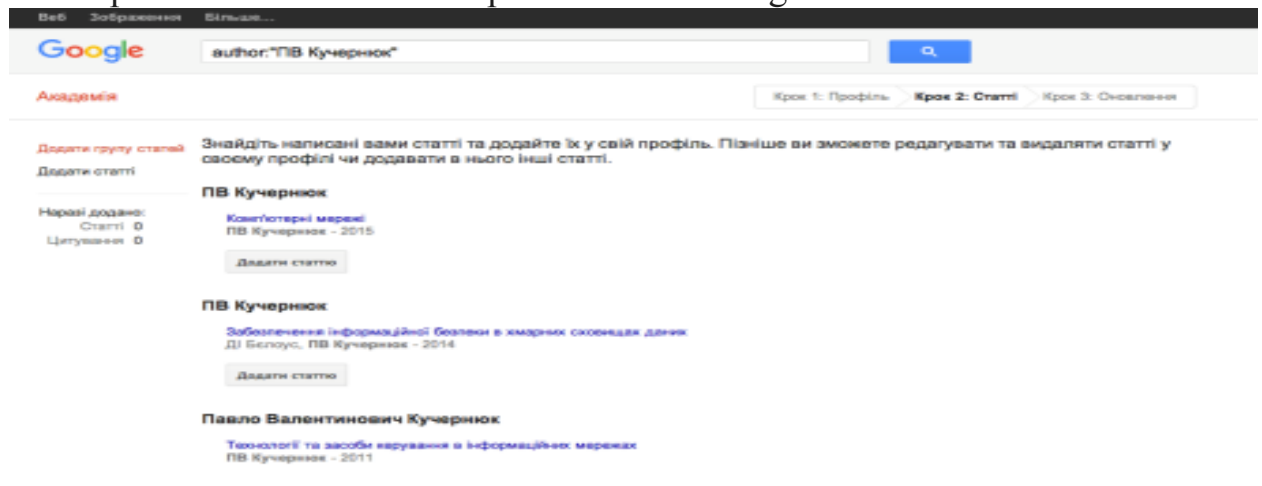 Веб Зображення Більше...
Google author:"ПВ Кучернюк"
Академія Крок 1: Профіль Крок 2: Статті Крок 3: Оновлення
Додати групу статей
Додати статті
Наразі додано:
Статті 0
Цитування 0
Знайдіть написані вами статті та додайте їх у свій профіль. Пізніше ви зможете редагувати та видаляти статті у
своєму профілі чи додавати в нього інші статті.
ПВ Кучернюк
Комп'ютерні мережі
ПВ Кучернюк - 2015
Додати статтю
ПВ Кучернюк
Забезпечення інформаційної безпеки в хмарних сховищах даних
ДІ Бєлоус, ПВ Кучернюк - 2014
Додати статтю
Павло Валентинович Кучернюк
Технології та засоби керування в інформаційних мережах
ПВ Кучернюк - 2011